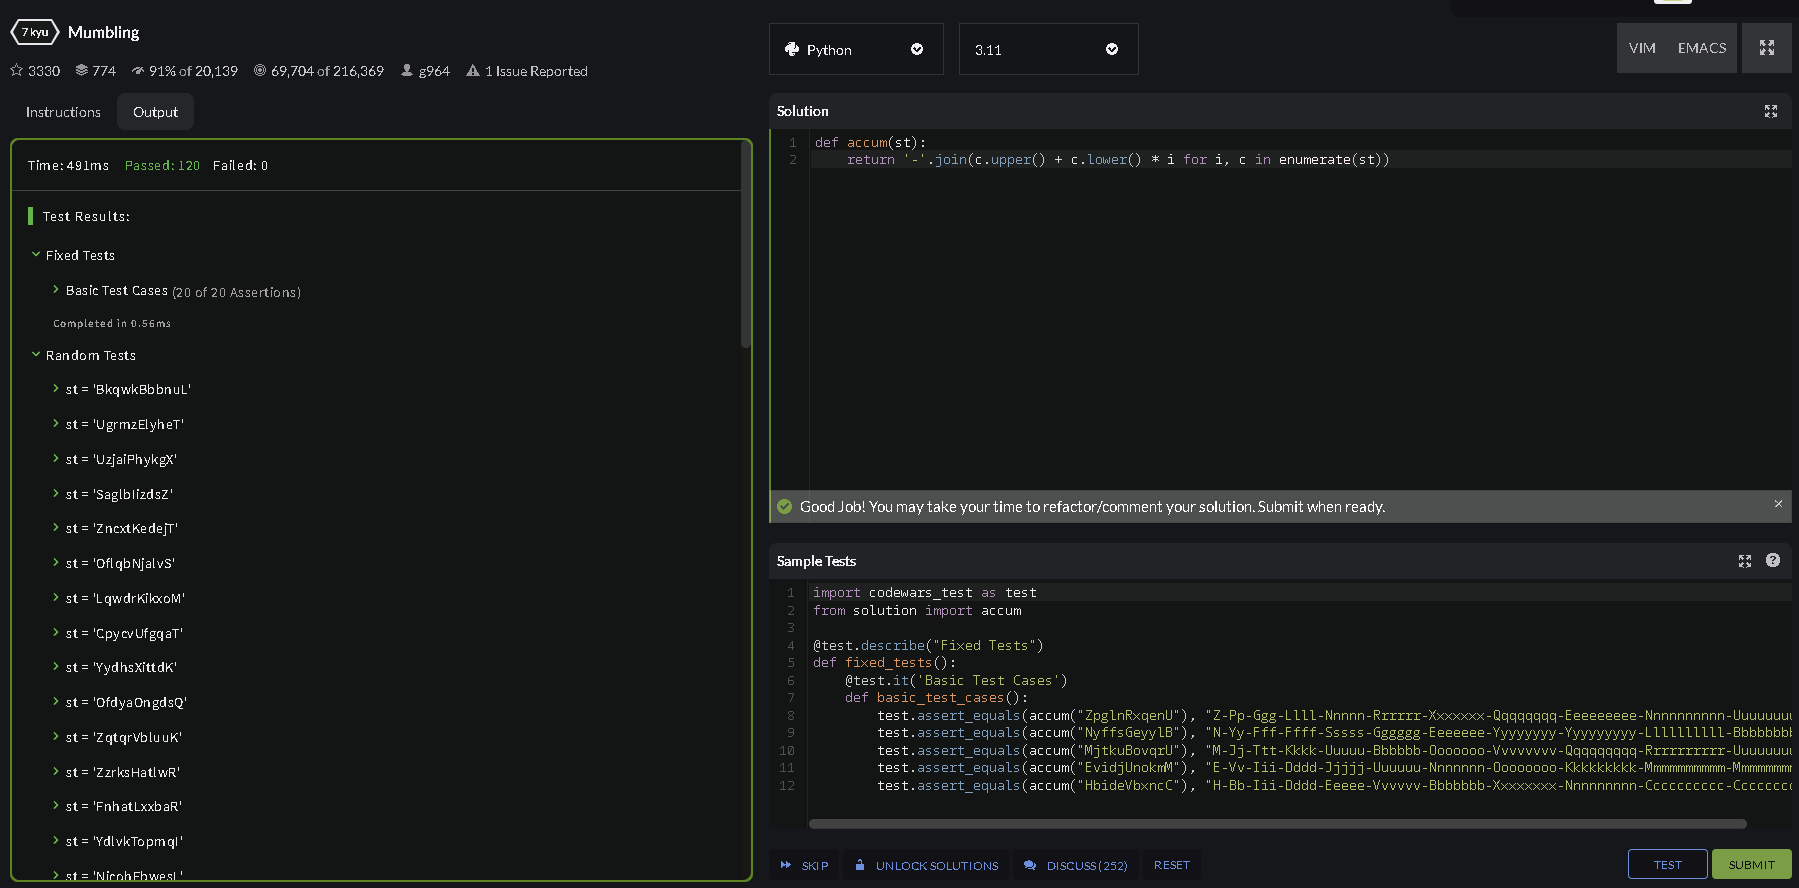 7 kyu Mumbling
3330 774 91% of 20,139 69,704 of 216,369 g964 1 Issue Reported
Instructions Output
Time: 491ms Passed: 120 Failed: 0
Test Results:
Fixed Tests
Basic Test Cases (20 of 20 Assertions)
Completed in 0.56ms
Random Tests
st = 'BkqwkBbbnuL'
st = 'UgrmzElyheT'
st = 'UzjaiPhykgX'
st = 'SaglbIizdsZ'
st = 'ZncxtKedejT'
st = 'OflqbNjalvS'
st = 'LqwdrKikxoM'
st = 'CpycvUfgqaT'
st = 'YydhsXittdK'
st = 'OfdyaOngdsQ'
st = 'ZqtqrVbluuK'
st = 'ZzrksHatlwR'
st = 'FnhatLxxbaR'
st = 'YdlvkTopmqI'
st = 'NicohEbwesL'
Python 3.11 VIM EMACS
Solution
1 def accum(st):
2 return '-'.join(c.upper() + c.lower() * i for i, c in enumerate(st))
Good Job! You may take your time to refactor/comment your solution. Submit when ready.
Sample Tests
1 import codewars_test as test
2 from solution import accum
3
4 @test.describe("Fixed Tests")
5 def fixed_tests():
6 @test.it('Basic Test Cases')
7 def basic_test_cases():
8 test.assert_equals(accum("ZpglnRxqenU"), "Z-Pp-Ggg-Llll-Nnnnn-Rrrrrr-Xxxxxxx-Qqqqqqqq-Eeeeeeeee-Nnnnnnnnnn-Uuuuuuu
9 test.assert_equals(accum("NyffsGeyylB"), "N-Yy-Fff-Ffff-Sssss-Gggggg-Eeeeeee-Yyyyyyyy-Yyyyyyyyy-Llllllllll-Bbbbbbbb
10 test.assert_equals(accum("MjtkuBovqrU"), "M-Jj-Ttt-Kkkk-Uuuuu-Bbbbbb-Ooooooo-Vvvvvvvv-Qqqqqqqqq-Rrrrrrrrrr-Uuuuuuu
11 test.assert_equals(accum("EvidjUnokmM"), "E-Vv-Iii-Dddd-Jjjjj-Uuuuuu-Nnnnnnn-Oooooooo-Kkkkkkkkk-Mmmmmmmmmm-Mmmmmmm
12 test.assert_equals(accum("HbideVbxncC"), "H-Bb-Iii-Dddd-Eeeee-Vvvvvv-Bbbbbbb-Xxxxxxxx-Nnnnnnnnn-Cccccccccc-Ccccccc
SKIP UNLOCK SOLUTIONS DISCUSS (252) RESET TEST SUBMIT